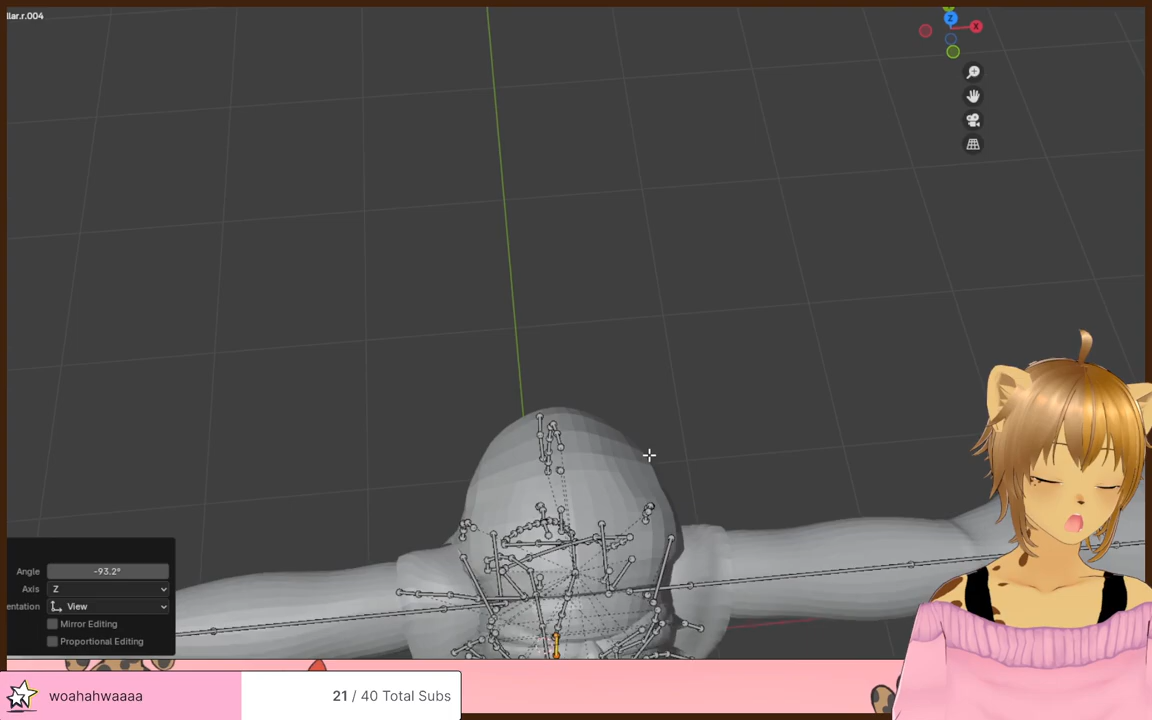 llar.r.004
Z
X
Angle
-93.2°
Axis
Z
entation
View
Mirror Editing
Proportional Editing
woahahwaaaa
21 / 40 Total Subs